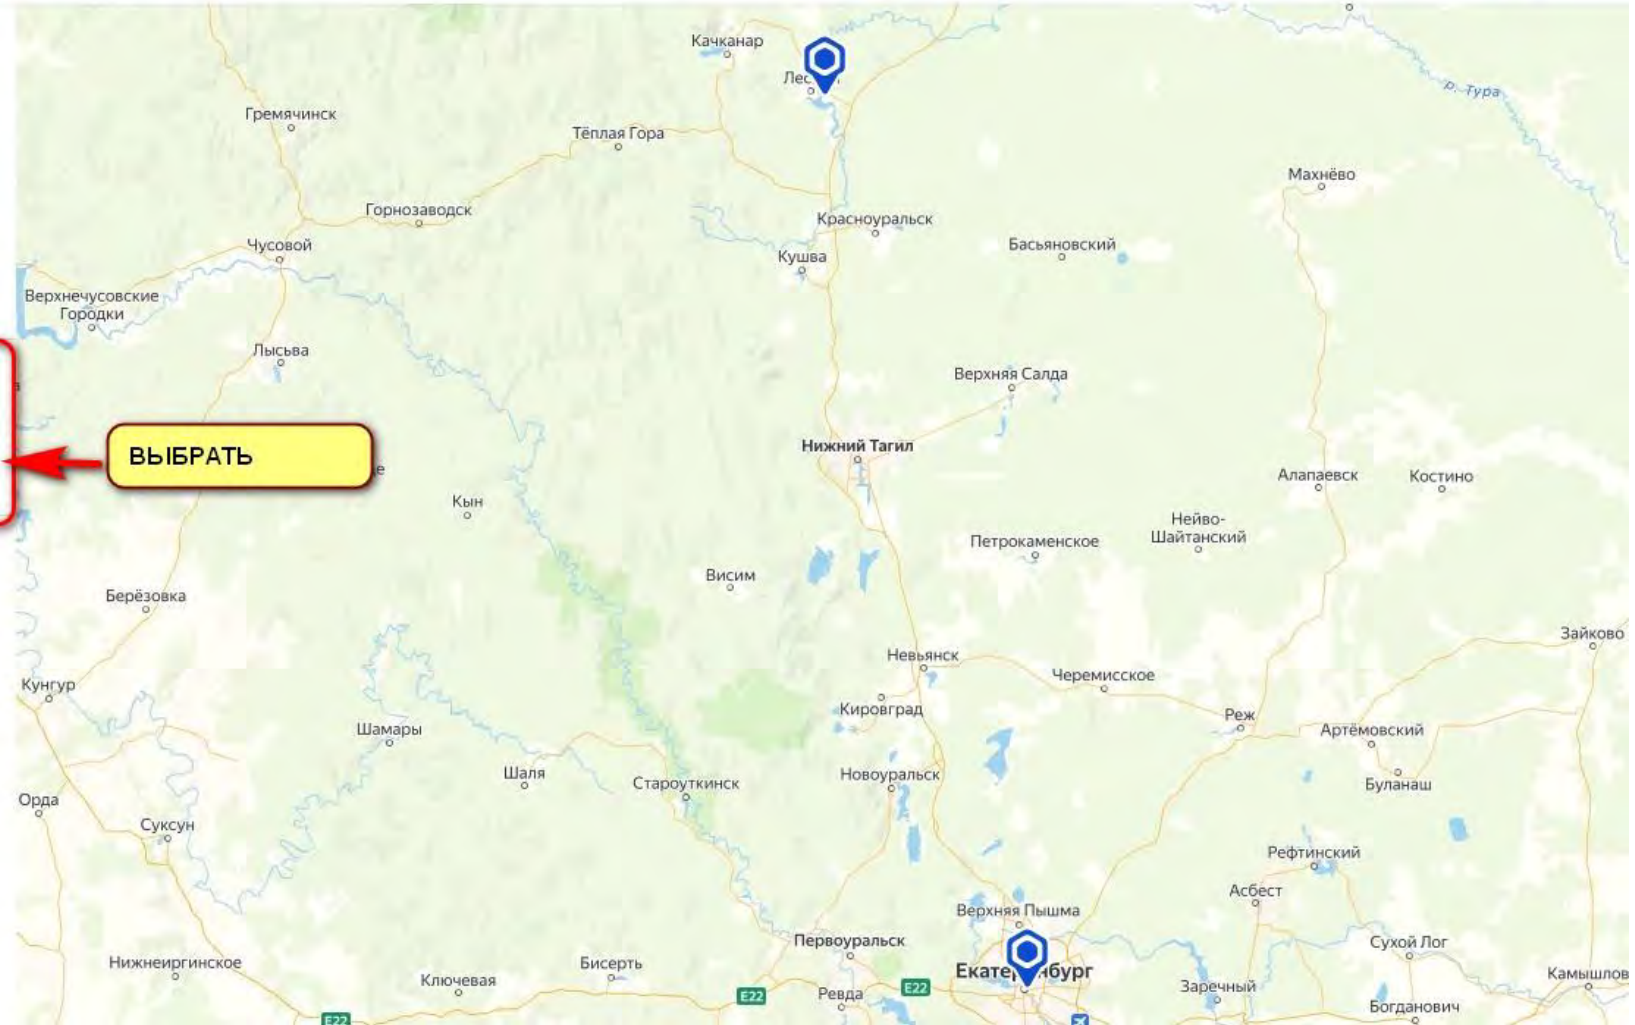 Качканар
р. Тура
Гремячинск
Тёплая Гора
Махнёво
Горнозаводск
Красноуральск
Чусовой
Басьяновский
Кушва
Верхнечусовские
Городки
Лысьва
Верхняя Салда
Нижний Тагил
ВЫБРАТЬ
Алапаевск
Костино
Кын
Нейво-
Шайтанский
Петрокаменское
Висим
Берёзовка
Зайково
Невьянск
Черемисское
Кунгур
Кировград
Реж
Шамары
Артёмовский
Шаля
Староуткинск
Новоуральск
Буланаш
Орда
Суксун
Рефтинский
Асбест
Верхняя Пышма
Первоуральск
Сухой Лог
Нижнеиргинское
Бисерть
Ключевая
Камышлов
Заречный
E22
E22
Ревда
Богданович
E22